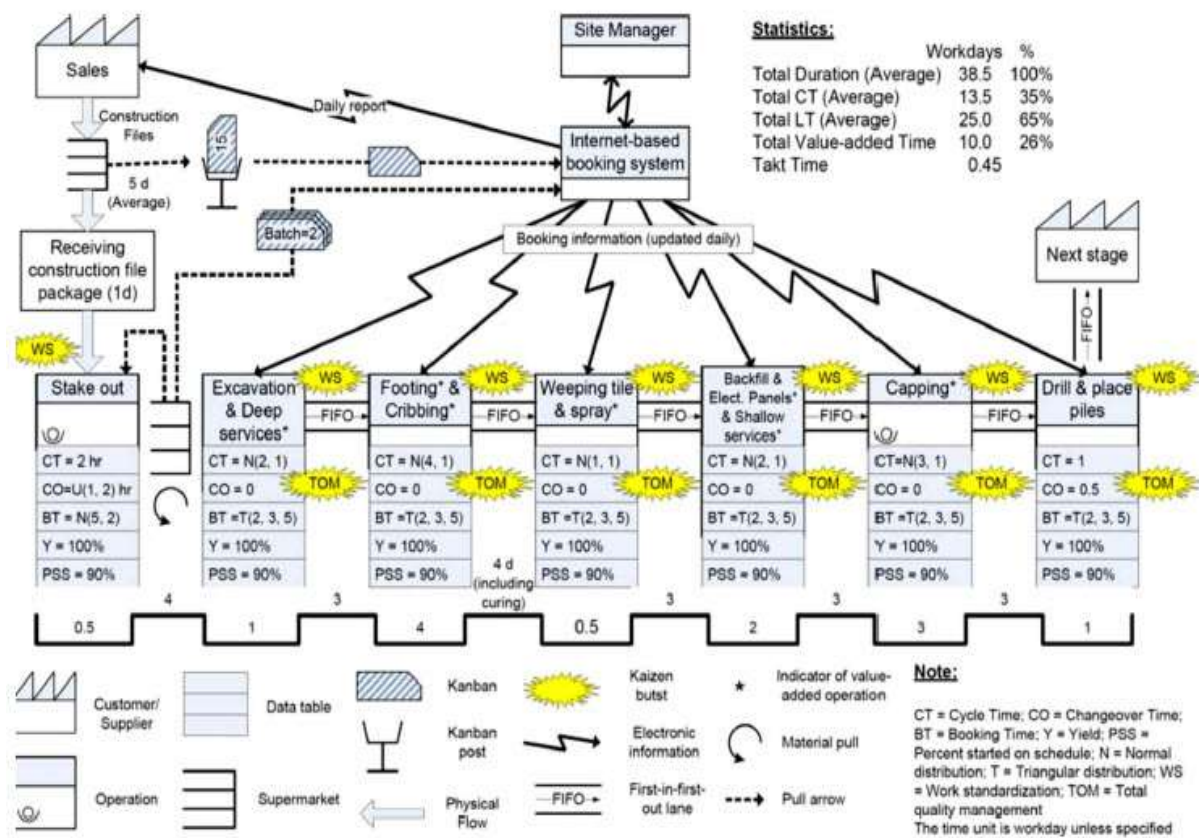 Sales
Site Manager
Statistics:
Workdays %
Total Duration (Average) 38.5 100%
Total CT (Average) 13.5 35%
Total LT (Average) 25.0 65%
Total Value-added Time 10.0 26%
Takt Time 0.45
Daily report
Construction
Files
15
Internet-based
booking system
5 d
(Average)
Batch=2
Receiving
construction file
package (1d)
Booking information (updated daily)
Next stage
FIFO
WS
WS
WS
WS
WS
WS
WS
Stake out
Excavation
& Deep
services*
Footing* &
Cribbing*
Weeping tile
& spray*
Backfill &
Elect. Panels*
& Shallow
services*
Capping*
Drill & place
piles
FIFO
FIFO
FIFO
FIFO
FIFO
CT = 2 hr
CO=U(1, 2) hr
BT = N(5, 2)
Y = 100%
PSS = 90%
CT = N(2, 1)
CO = 0
BT =T(2, 3, 5)
Y = 100%
PSS = 90%
CT = N(4, 1)
CO = 0
BT =T(2, 3, 5)
Y = 100%
PSS = 90%
CT = N(1, 1)
CO = 0
BT =T(2, 3, 5)
Y = 100%
PSS = 90%
CT = N(2, 1)
CO = 0
BT =T(2, 3, 5)
Y = 100%
PSS = 90%
CT=N(3, 1)
CO = 0
BT =T(2, 3, 5)
Y = 100%
PSS = 90%
CT = 1
CO = 0.5
BT =T(2, 3, 5)
Y = 100%
PSS = 90%
TQM
TQM
TQM
TQM
TQM
TQM
4 d
(including
curing)
4 3 3 3 3
0.5 1 4 0.5 2 3 1
Customer/
Supplier
Data table
Kanban
Kaizen
butst
* Indicator of value-
added operation
Kanban
post
Electronic
information
Material pull
Operation
Supermarket
Physical
Flow
FIFO
First-in-first-
out lane
Pull arrow
Note:
CT = Cycle Time; CO = Changeover Time;
BT = Booking Time; Y = Yield; PSS =
Percent started on schedule; N = Normal
distribution; T = Triangular distribution; WS
= Work standardization; TQM = Total
quality management
The time unit is workday unless specified